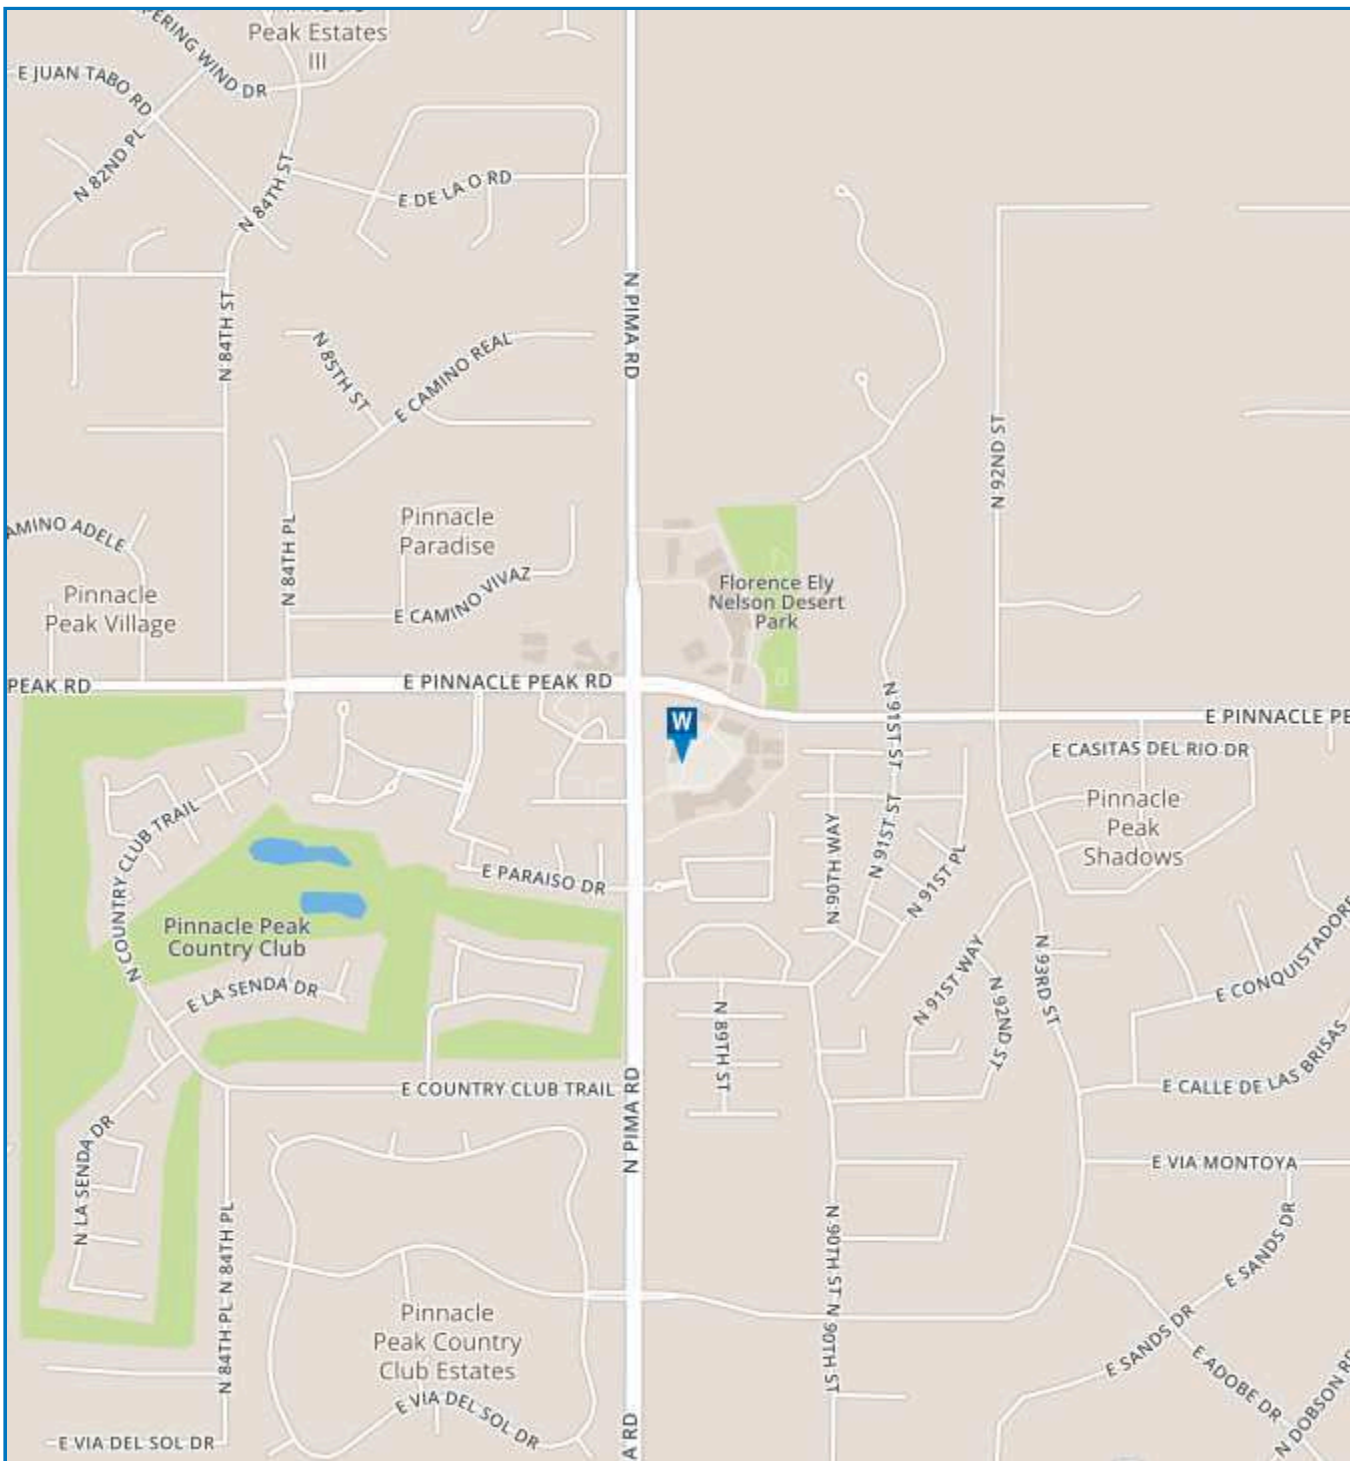 Peak Estates
III
PERING WIND DR
E JUAN TABO RD
N 82ND PL
N 84TH ST
E DE LA O RD
N PIMA RD
N 84TH ST
N 85TH ST
E CAMINO REAL
N 92ND ST
AMINO ADELE
Pinnacle
Paradise
N 84TH PL
E CAMINO VIVAZ
Pinnacle
Peak Village
Florence Ely
Nelson Desert
Park
PEAK RD
E PINNACLE PEAK RD
W
N 91ST ST
E PINNACLE PE
E CASITAS DEL RIO DR
Pinnacle
Peak
Shadows
N COUNTRY CLUB TRAIL
N 91ST ST
N 90TH WAY
N 91ST PL
E PARAISO DR
Pinnacle Peak
Country Club
E LA SENDA DR
N 91ST WAY
N 92ND ST
N 93RD ST
E CONQUISTADORE
N 89TH ST
E COUNTRY CLUB TRAIL
N PIMA RD
E CALLE DE LAS BRISAS
N LA SENDA DR
E VIA MONTOYA
N 84TH PL
N 84TH PL
N 90TH ST
N 90TH ST
E SANDS DR
E SANDS DR
Pinnacle
Peak Country
Club Estates
E ADOBE DR
N DOBSON RD
E VIA DEL SOL DR
E VIA DEL SOL DR
A RD